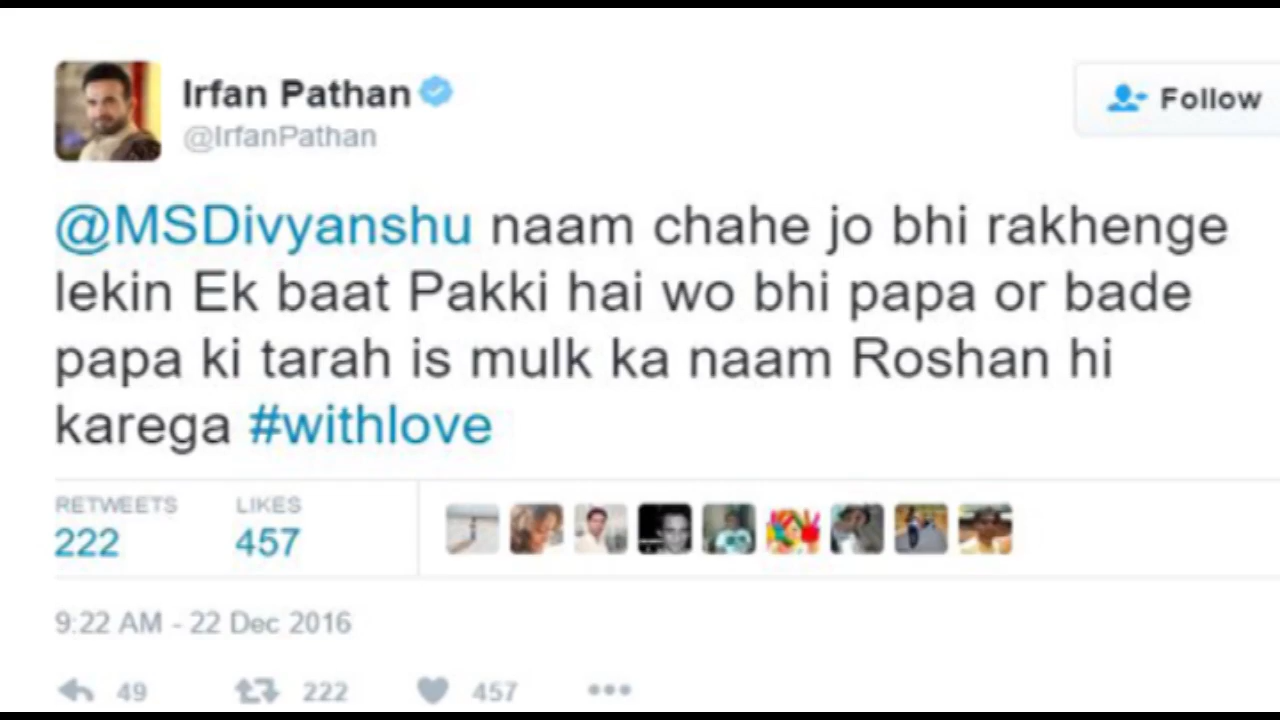 Irfan Pathan
Follow
@IrfanPathan
@MSDivyanshu naam chahe jo bhi rakhenge
lekin Ek baat Pakki hai wo bhi papa or bade
papa ki tarah is mulk ka naam Roshan hi
karega #withlove
RETWEETS LIKES
222 457
9:22 AM - 22 Dec 2016
49 222 457